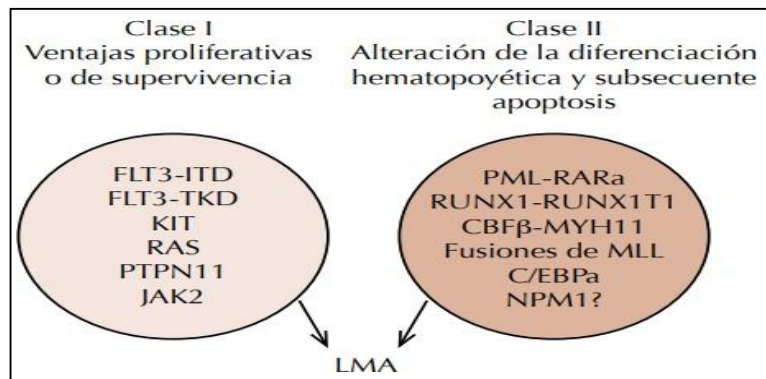 Clase I
Ventajas proliferativas
o de supervivencia
Clase II
Alteración de la diferenciación
hematopoyética y subsecuente
apoptosis
FLT3-ITD
FLT3-TKD
KIT
RAS
PTPN11
JAK2
PML-RARa
RUNX1-RUNX1T1
CBFβ-MYH11
Fusiones de MLL
C/EBPa
NPM1?
LMA